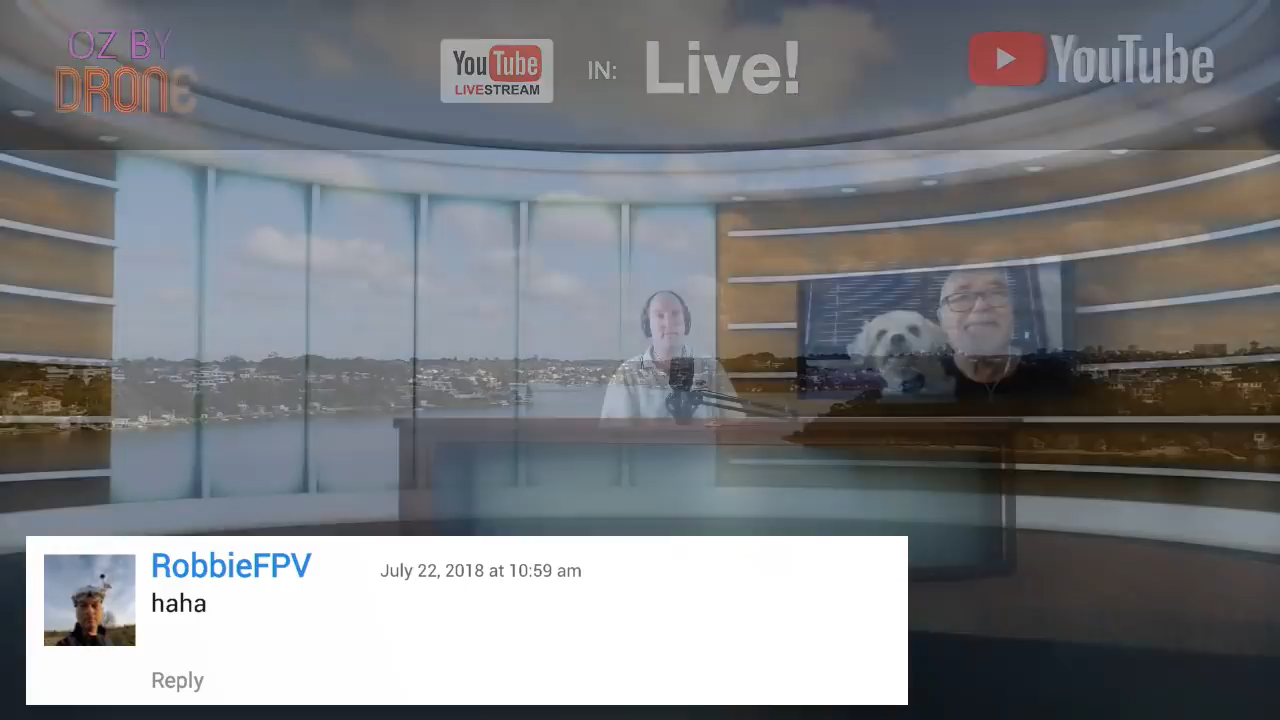 OZ BY
DRONE
YouTube
LIVESTREAM
IN:
Live!
YouTube
RobbieFPV
July 22, 2018 at 10:59 am
haha
Reply